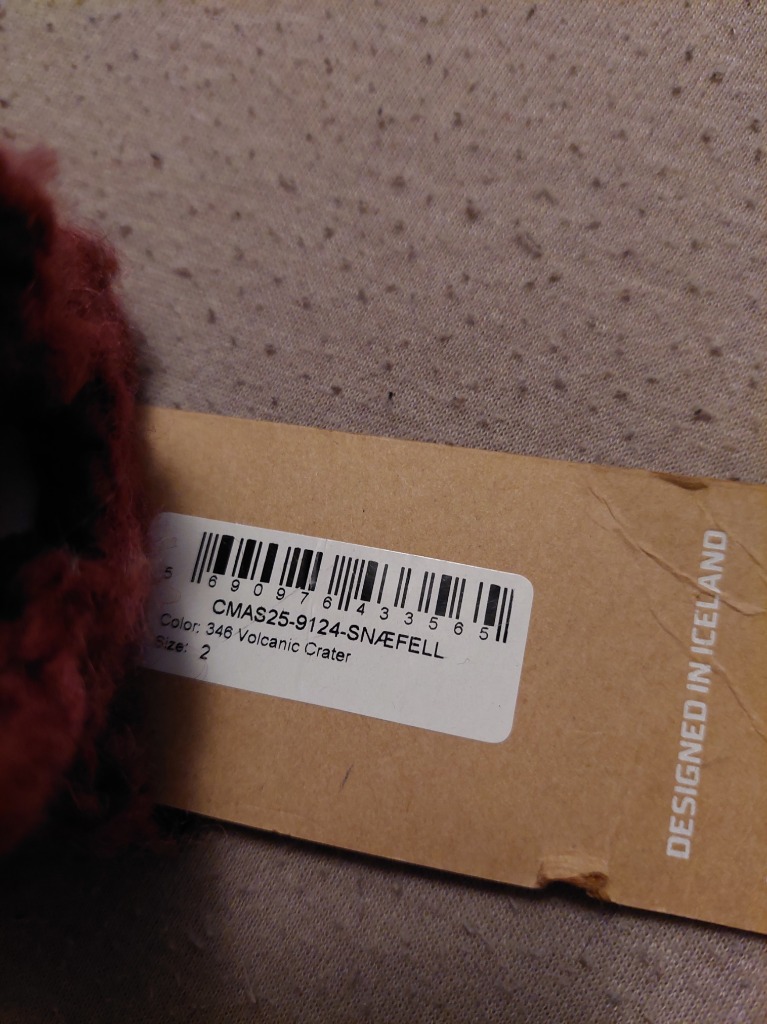 5 690976 433565
CMAS25-9124-SNÆFELL
Color: 346 Volcanic Crater
Size: 2
DESIGNED IN ICELAND